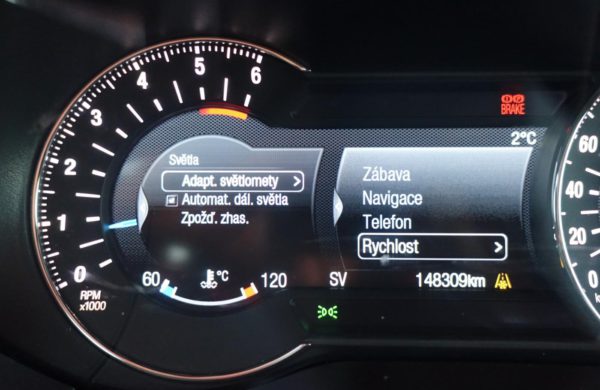 0
1
2
3
4
5
6
RPM
x1000
Světla
Adapt. světlomety
Automat. dál. světla
Zpožď. zhas.
60
°C
120
BRAKE
2°C
Zábava
Navigace
Telefon
Rychlost
SV
148309km
60
40
20
0